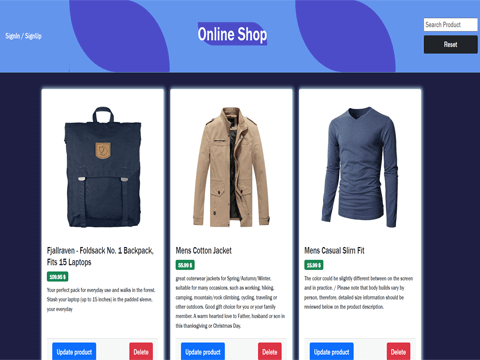 SignIn / SignUp
Online Shop
Search Product
Reset
Fjallraven - Foldsack No. 1 Backpack,
Fits 15 Laptops
109.95 $
Your perfect pack for everyday use and walks in the forest.
Stash your laptop (up to 15 inches) in the padded sleeve,
your everyday
Update product
Delete
Mens Cotton Jacket
55.99 $
great outerwear jackets for Spring/Autumn/Winter,
suitable for many occasions, such as working, hiking,
camping, mountain/rock climbing, cycling, traveling or
other outdoors. Good gift choice for you or your family
member. A warm hearted love to Father, husband or son in
this thanksgiving or Christmas Day.
Update product
Delete
Mens Casual Slim Fit
15.99 $
The color could be slightly different between on the screen
and in practice. / Please note that body builds vary by
person, therefore, detailed size information should be
reviewed below on the product description.
Update product
Delete